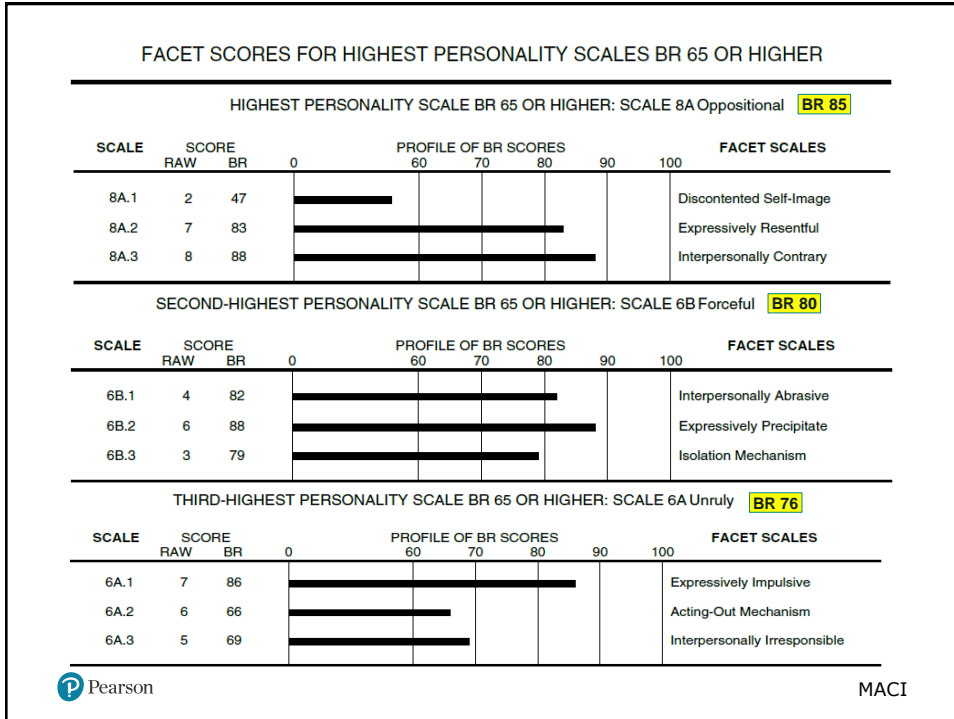 FACET SCORES FOR HIGHEST PERSONALITY SCALES BR 65 OR HIGHER
HIGHEST PERSONALITY SCALE BR 65 OR HIGHER: SCALE 8A Oppositional BR 85
SCALE SCORE PROFILE OF BR SCORES FACET SCALES
RAW BR 0 60 70 80 90 100
8A.1 2 47 Discontented Self-Image
8A.2 7 83 Expressively Resentful
8A.3 8 88 Interpersonally Contrary
SECOND-HIGHEST PERSONALITY SCALE BR 65 OR HIGHER: SCALE 6B Forceful BR 80
SCALE SCORE PROFILE OF BR SCORES FACET SCALES
RAW BR 0 60 70 80 90 100
6B.1 4 82 Interpersonally Abrasive
6B.2 6 88 Expressively Precipitate
6B.3 3 79 Isolation Mechanism
THIRD-HIGHEST PERSONALITY SCALE BR 65 OR HIGHER: SCALE 6A Unruly BR 76
SCALE SCORE PROFILE OF BR SCORES FACET SCALES
RAW BR 0 60 70 80 90 100
6A.1 7 86 Expressively Impulsive
6A.2 6 66 Acting-Out Mechanism
6A.3 5 69 Interpersonally Irresponsible
P Pearson MACI